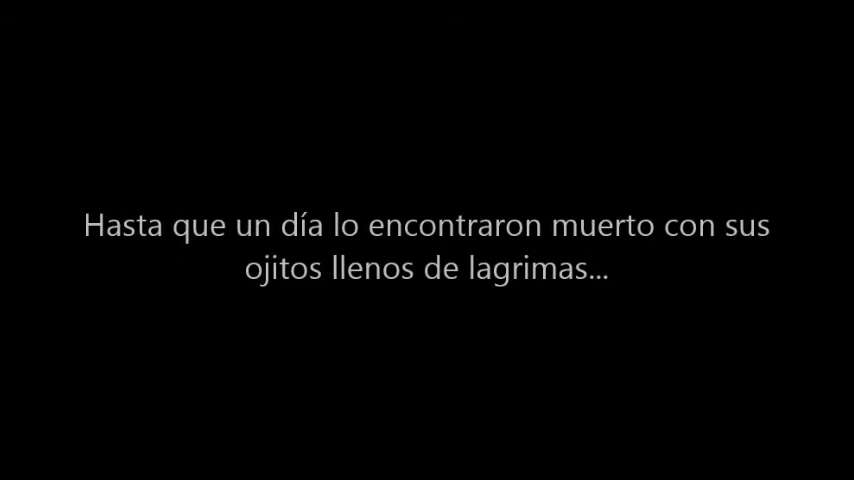 Hasta que un día lo encontraron muerto con sus
ojitos llenos de lagrimas...